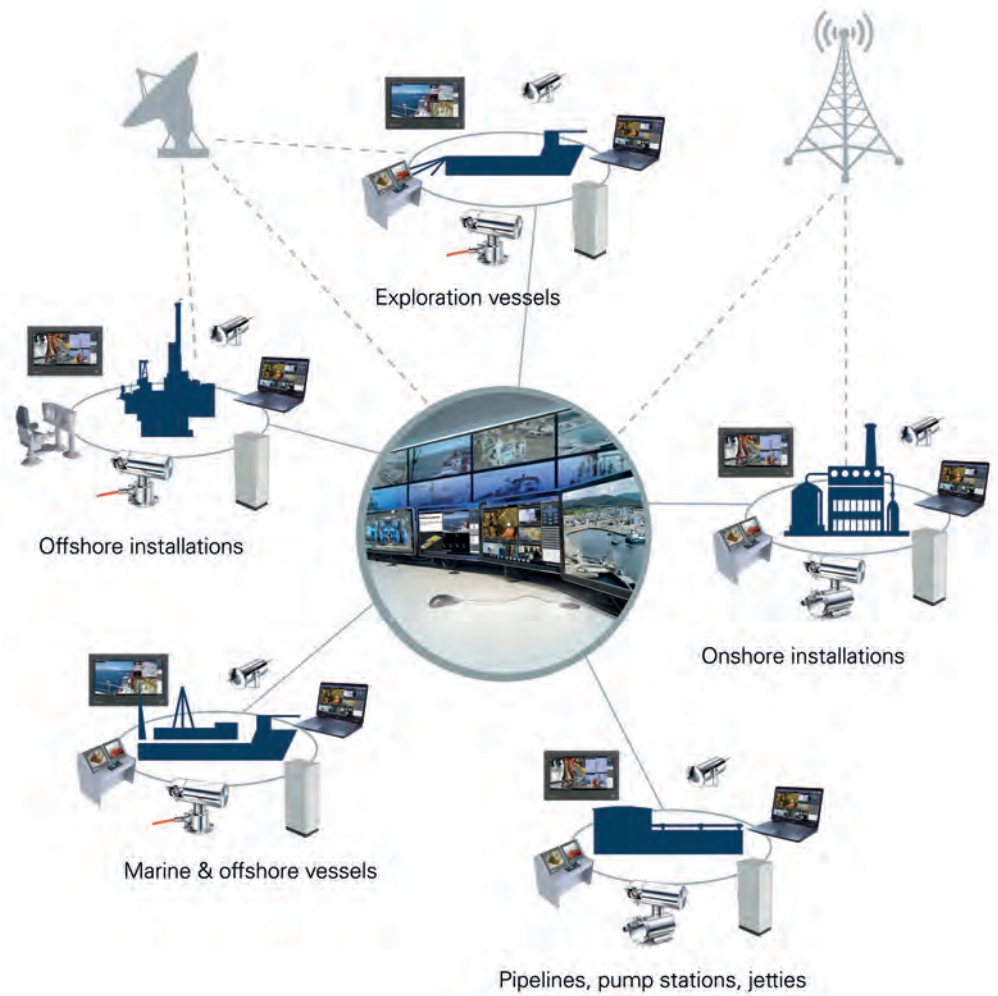 Exploration vessels
Offshore installations
Onshore installations
Marine & offshore vessels
Pipelines, pump stations, jetties